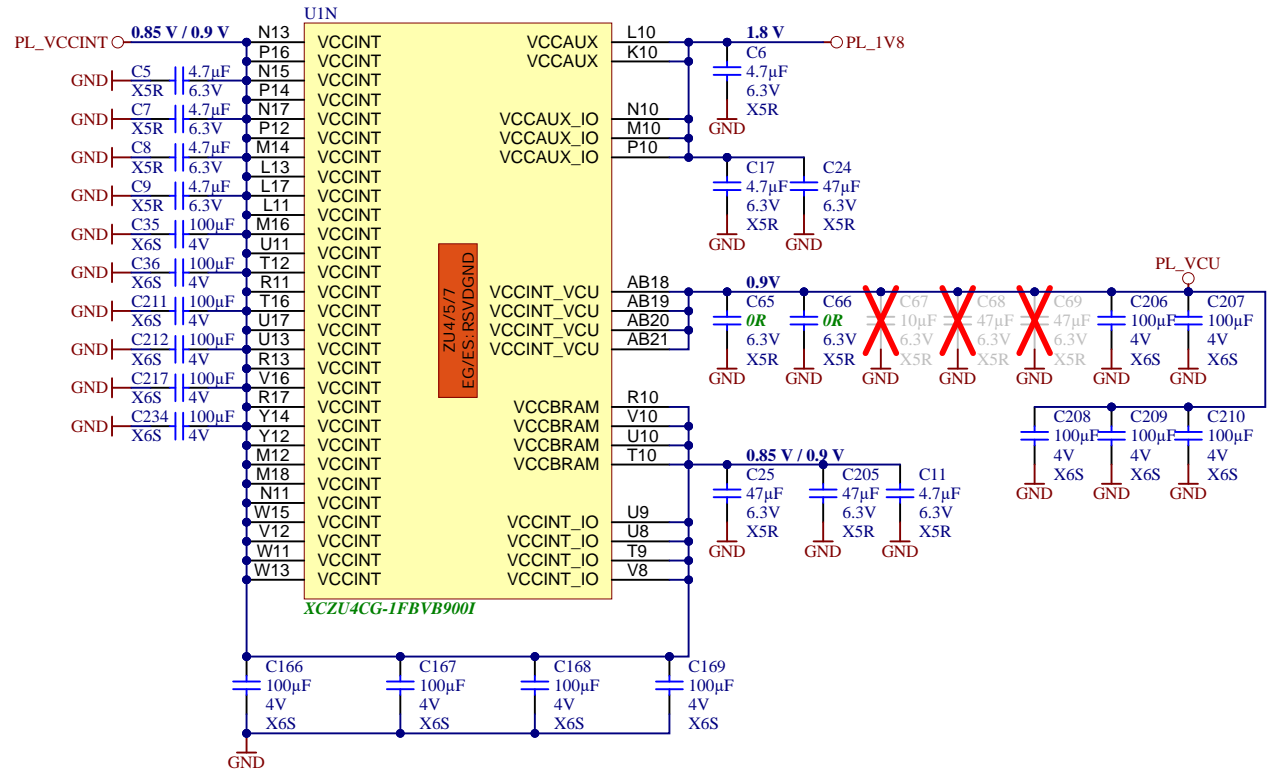 U1N
PL_VCCINT
0.85 V / 0.9 V
N13 VCCINT
P16 VCCINT
N15 VCCINT
P14 VCCINT
N17 VCCINT
P12 VCCINT
M14 VCCINT
L13 VCCINT
L17 VCCINT
L11 VCCINT
M16 VCCINT
U11 VCCINT
T12 VCCINT
R11 VCCINT
T16 VCCINT
U17 VCCINT
U13 VCCINT
R13 VCCINT
V16 VCCINT
R17 VCCINT
Y14 VCCINT
Y12 VCCINT
M12 VCCINT
M18 VCCINT
N11 VCCINT
W15 VCCINT
V12 VCCINT
W11 VCCINT
W13 VCCINT
GND C5 4.7µF
X5R 6.3V
GND C7 4.7µF
X5R 6.3V
GND C8 4.7µF
X5R 6.3V
GND C9 4.7µF
X5R 6.3V
GND C35 100µF
X6S 4V
GND C36 100µF
X6S 4V
GND C211 100µF
X6S 4V
GND C212 100µF
X6S 4V
GND C217 100µF
X6S 4V
GND C234 100µF
X6S 4V
ZU4/5/7
EG/ES: RSVDGND
VCCAUX L10
VCCAUX K10
VCCAUX_IO N10
VCCAUX_IO M10
VCCAUX_IO P10
VCCINT_VCU AB18
VCCINT_VCU AB19
VCCINT_VCU AB20
VCCINT_VCU AB21
VCCBRAM R10
VCCBRAM V10
VCCBRAM U10
VCCBRAM T10
VCCINT_IO U9
VCCINT_IO U8
VCCINT_IO T9
VCCINT_IO V8
XCZU4CG-1FBVB900I
1.8 V
PL_1V8
C6
4.7µF
6.3V
X5R
GND
C17
4.7µF
6.3V
X5R
GND
C24
47µF
6.3V
X5R
GND
0.9V
PL_VCU
C65
0R
6.3V
X5R
GND
C66
0R
6.3V
X5R
GND
C67
10µF
6.3V
X5R
GND
C68
47µF
6.3V
X5R
GND
C69
47µF
6.3V
X5R
GND
C206
100µF
4V
X6S
GND
C207
100µF
4V
X6S
GND
C208
100µF
4V
X6S
GND
C209
100µF
4V
X6S
GND
C210
100µF
4V
X6S
GND
0.85 V / 0.9 V
C25
47µF
6.3V
X5R
GND
C205
47µF
6.3V
X5R
GND
C11
4.7µF
6.3V
X5R
GND
C166
100µF
4V
X6S
C167
100µF
4V
X6S
C168
100µF
4V
X6S
C169
100µF
4V
X6S
GND